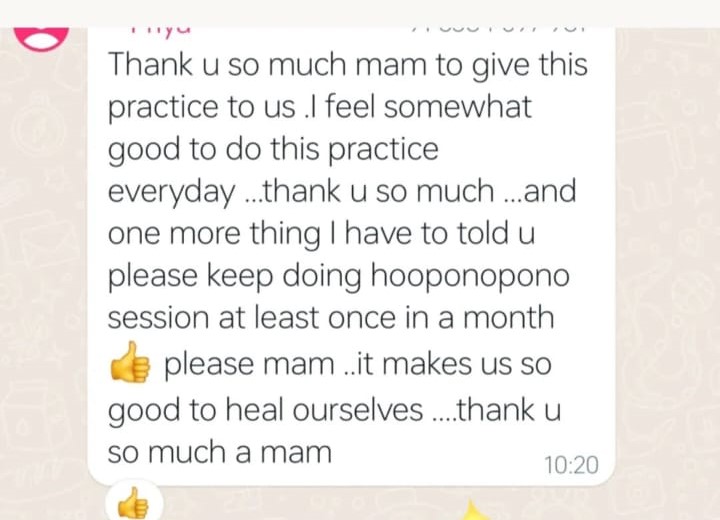 Thank u so much mam to give this
practice to us .I feel somewhat
good to do this practice
everyday ...thank u so much ...and
one more thing I have to told u
please keep doing hooponopono
session at least once in a month
👍 please mam ..it makes us so
good to heal ourselves ....thank u
so much a mam
10:20